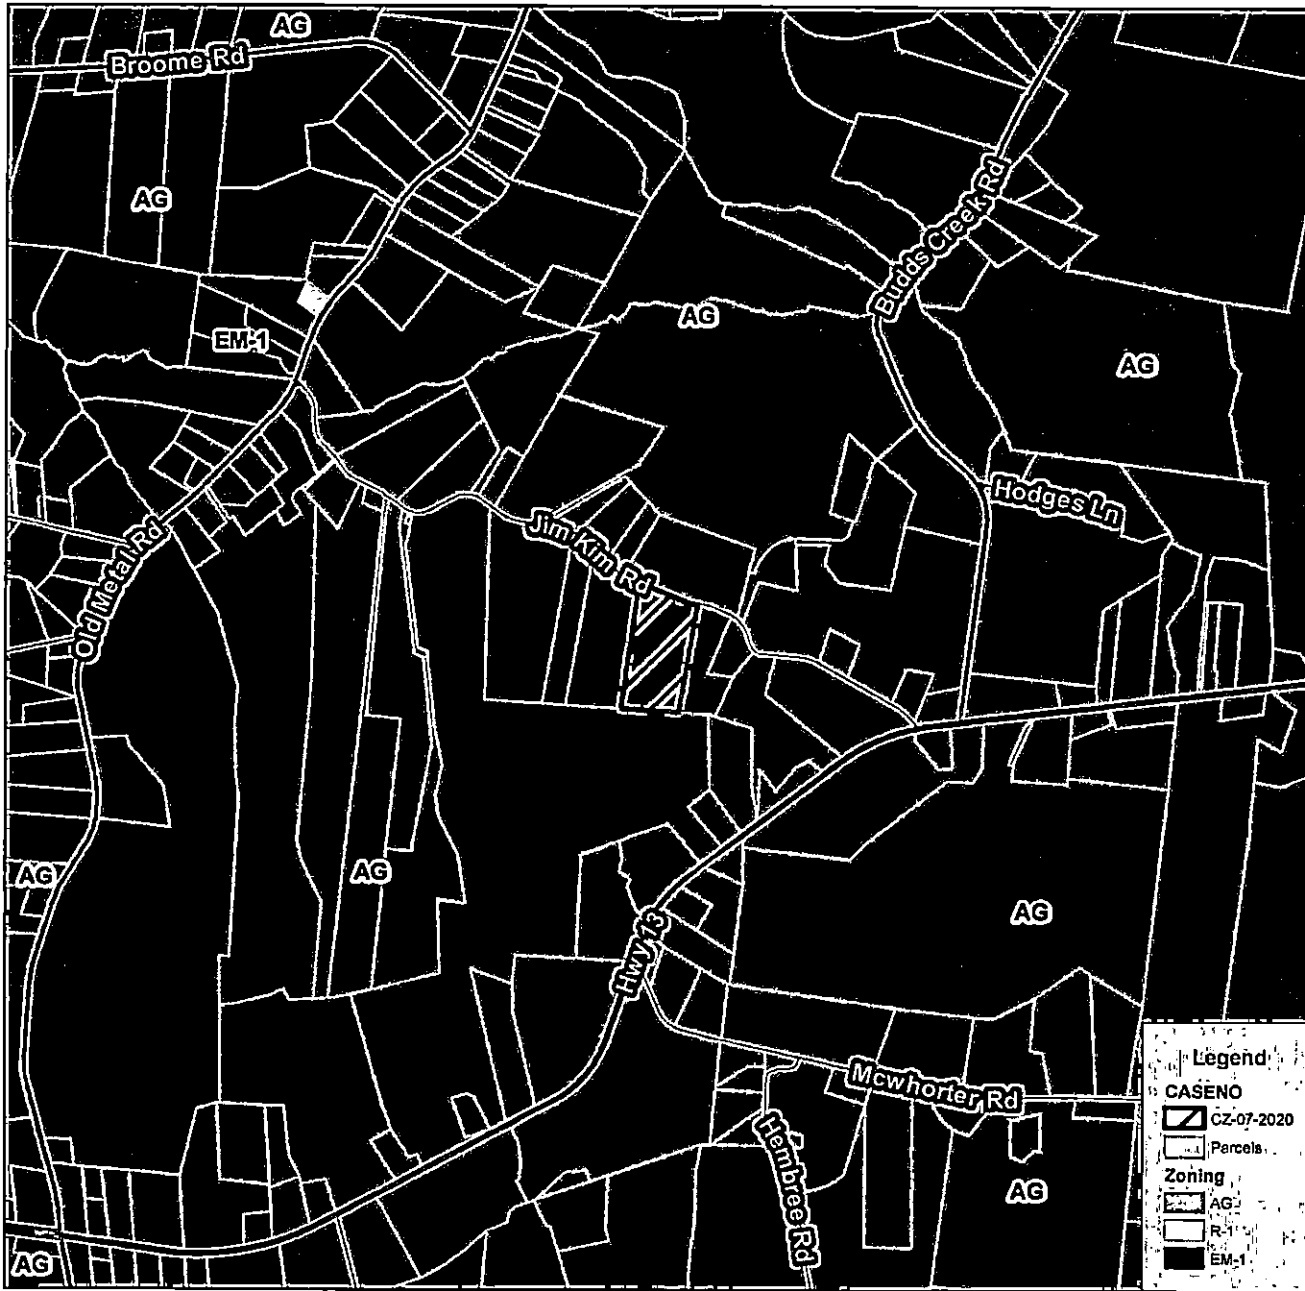 AG
Broome Rd
AG
Budds Creek Rd
AG
EM-1
AG
Hodges Ln
Jim Kim Rd
Old Metal Rd
AG
AG
AG
Hwy 13
Mcwhorter Rd
Hembree Rd
AG
AG
Legend
CASENO
CZ-07-2020
Parcels
Zoning
AG
R-1
EM-1